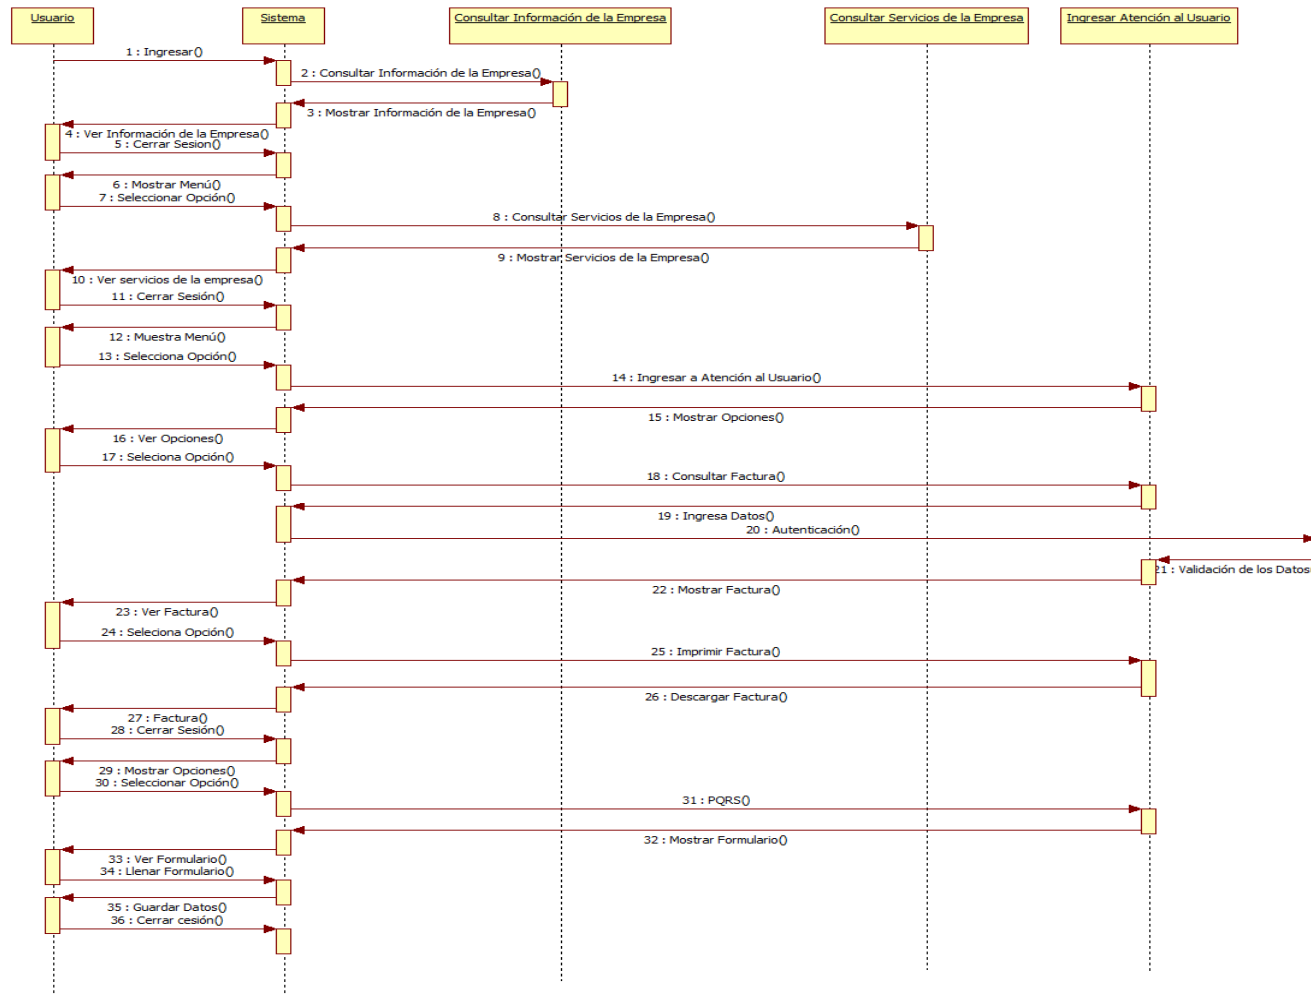 Usuario
Sistema
Consultar Información de la Empresa
Consultar Servicios de la Empresa
Ingresar Atención al Usuario
1 : Ingresar()
2 : Consultar Información de la Empresa()
3 : Mostrar Información de la Empresa()
4 : Ver Información de la Empresa()
5 : Cerrar Sesion()
6 : Mostrar Menú()
7 : Seleccionar Opción()
8 : Consultar Servicios de la Empresa()
9 : Mostrar Servicios de la Empresa()
10 : Ver servicios de la empresa()
11 : Cerrar Sesión()
12 : Muestra Menú()
13 : Selecciona Opción()
14 : Ingresar a Atención al Usuario()
15 : Mostrar Opciones()
16 : Ver Opciones()
17 : Seleciona Opción()
18 : Consultar Factura()
19 : Ingresa Datos()
20 : Autenticación()
21 : Validación de los Datos
22 : Mostrar Factura()
23 : Ver Factura()
24 : Seleciona Opción()
25 : Imprimir Factura()
26 : Descargar Factura()
27 : Factura()
28 : Cerrar Sesión()
29 : Mostrar Opciones()
30 : Seleccionar Opción()
31 : PQRS()
32 : Mostrar Formulario()
33 : Ver Formulario()
34 : Llenar Formulario()
35 : Guardar Datos()
36 : Cerrar cesión()